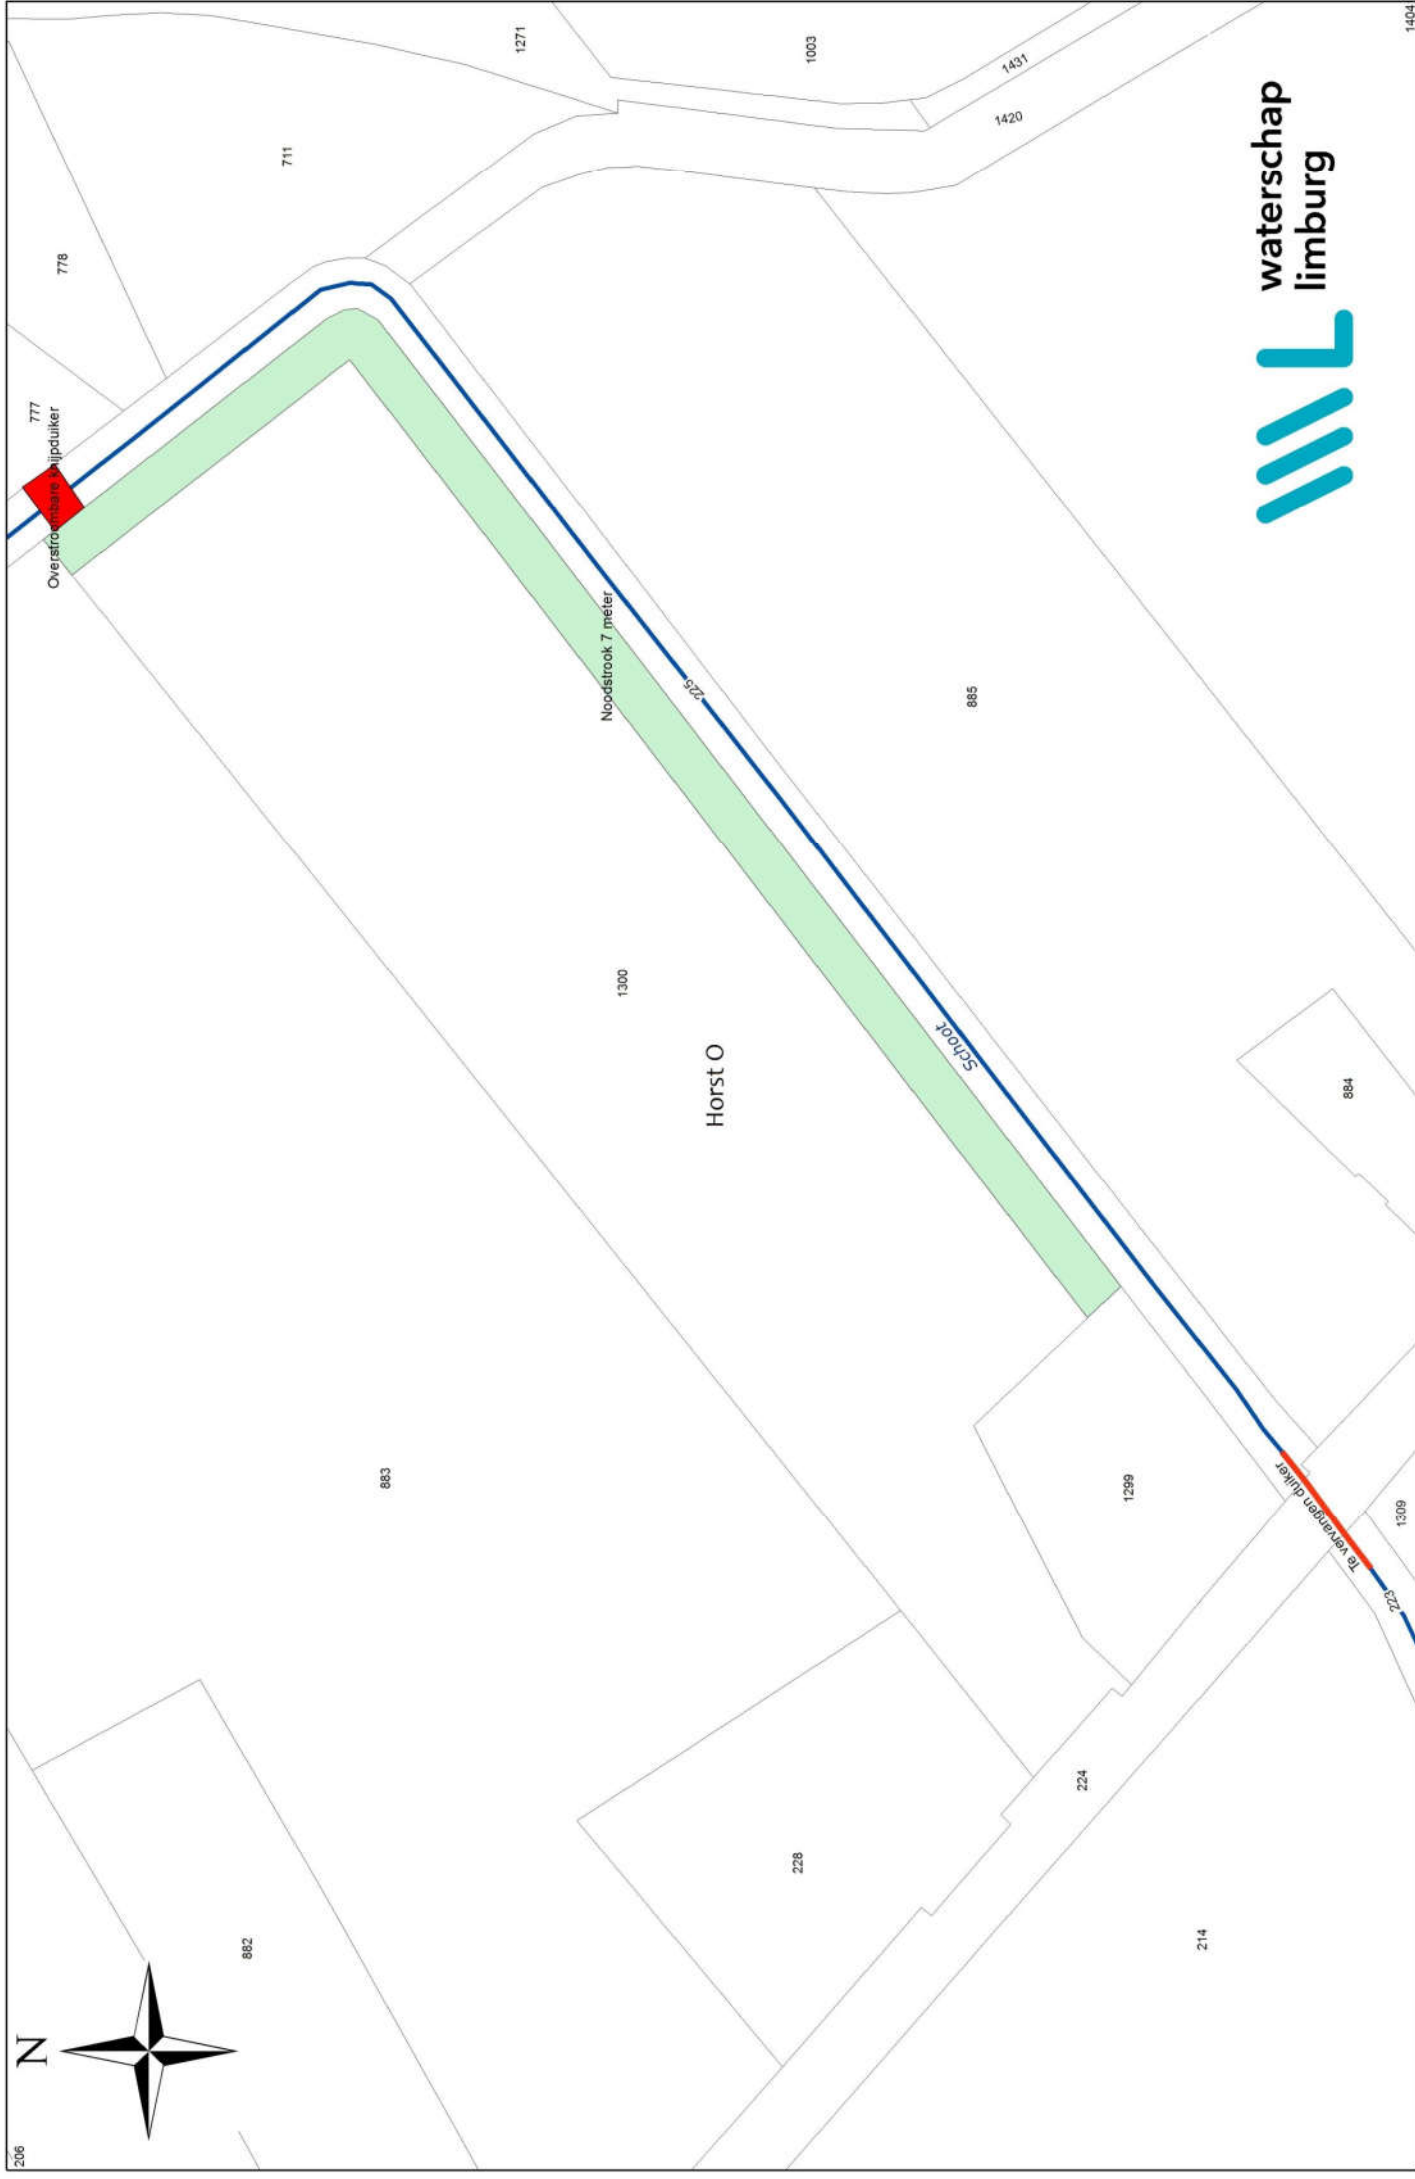 206
N
777
Overstroombare knijpduiker
778
882
711
883
1271
Noodstrook 7 meter
1300
225
Horst O
228
1003
Schoot
885
1420
1431
224
1299
214
waterschap
limburg
Te vervangen duiker
884
223
1309
1404